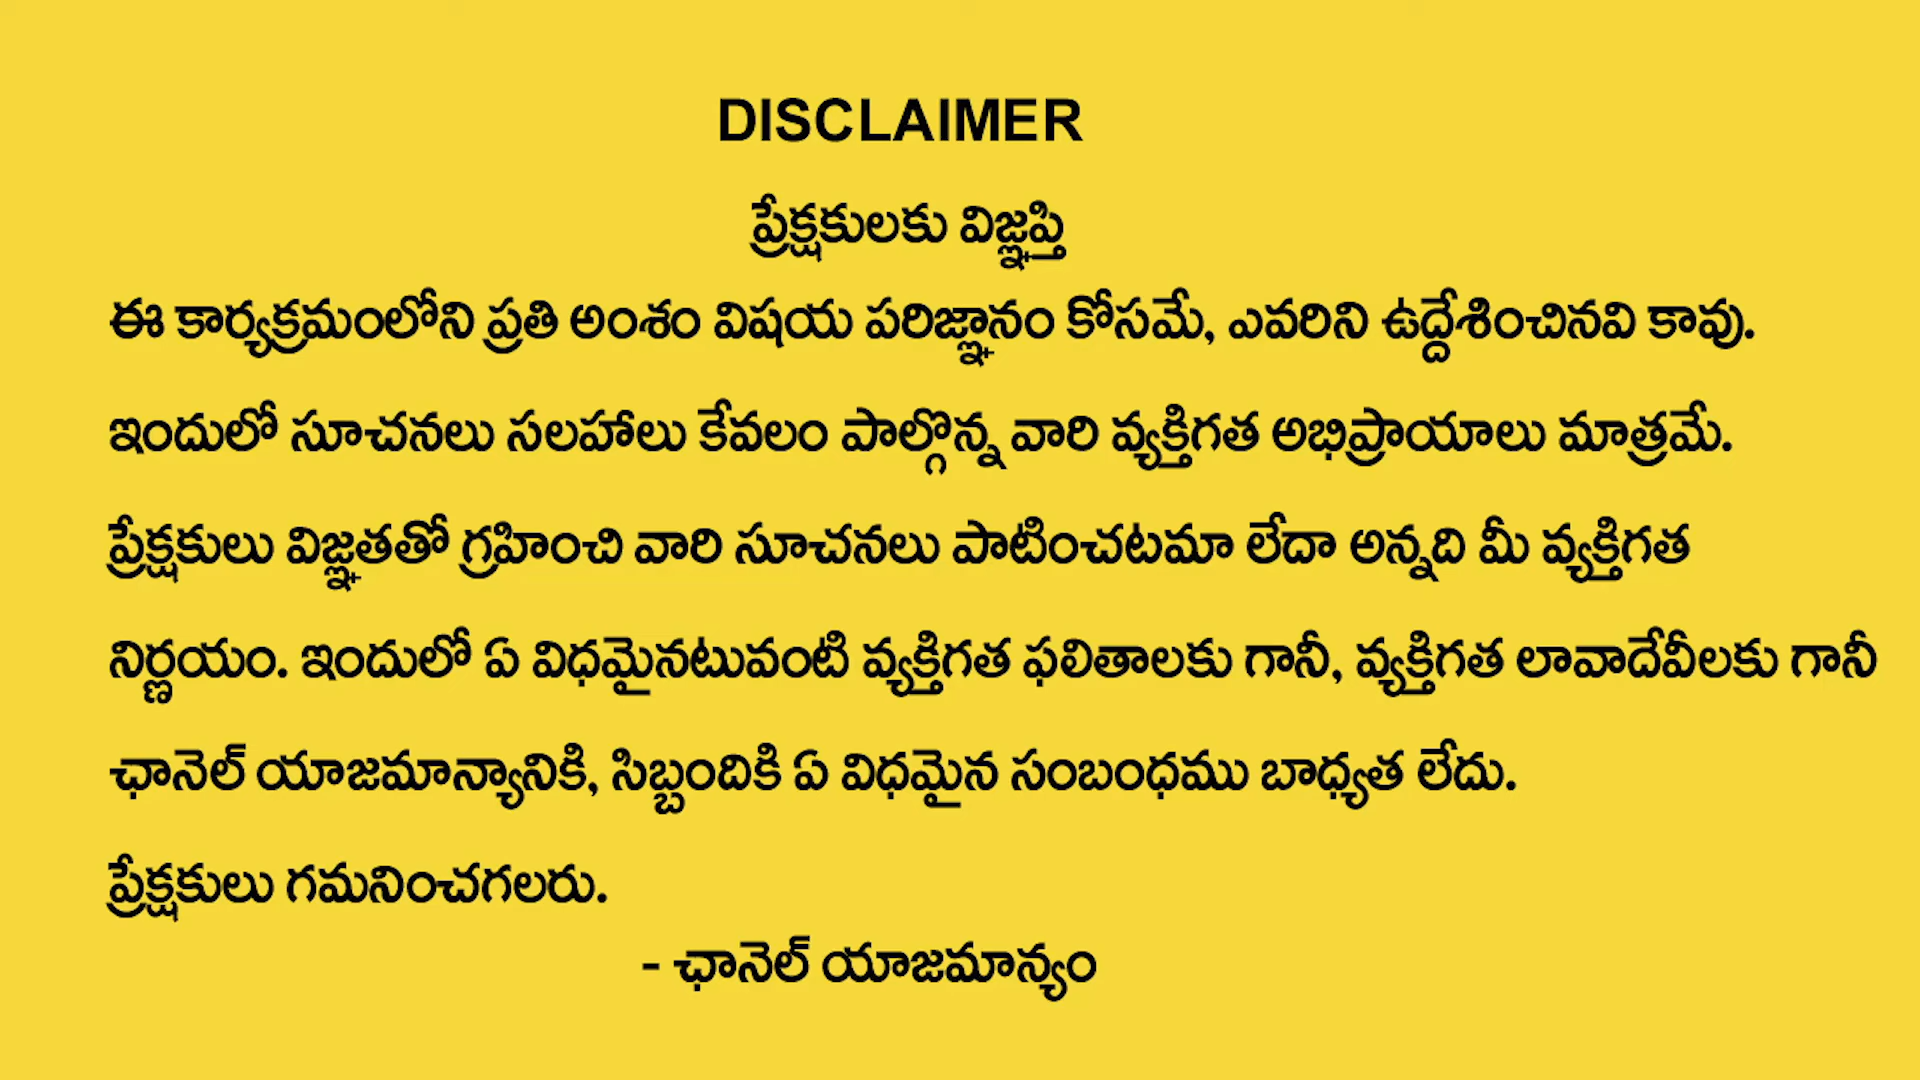 DISCLAIMER
ప్రేక్షకులకు విజ్ఞప్తి
ఈ కార్యక్రమంలోని ప్రతి అంశం విషయ పరిజ్ఞానం కోసమే, ఎవరిని ఉద్దేశించినవి కావు.
ఇందులో సూచనలు సలహాలు కేవలం పాల్గొన్న వారి వ్యక్తిగత అభిప్రాయాలు మాత్రమే.
ప్రేక్షకులు విజ్ఞతతో గ్రహించి వారి సూచనలు పాటించటమా లేదా అన్నది మీ వ్యక్తిగత
నిర్ణయం. ఇందులో ఏ విధమైనటువంటి వ్యక్తిగత ఫలితాలకు గానీ, వ్యక్తిగత లావాదేవీలకు గానీ
ఛానెల్ యాజమాన్యానికి, సిబ్బందికి ఏ విధమైన సంబంధము బాధ్యత లేదు.
ప్రేక్షకులు గమనించగలరు.
- ఛానెల్ యాజమాన్యం